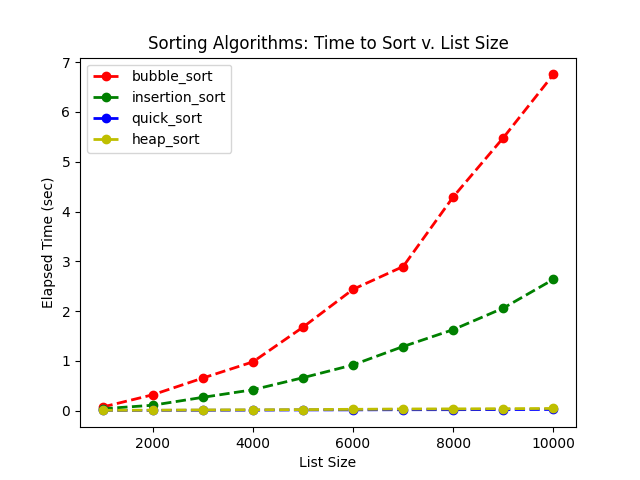 Sorting Algorithms: Time to Sort v. List Size
bubble_sort
insertion_sort
quick_sort
heap_sort
Elapsed Time (sec)
7
6
5
4
3
2
1
0
2000 4000 6000 8000 10000
List Size